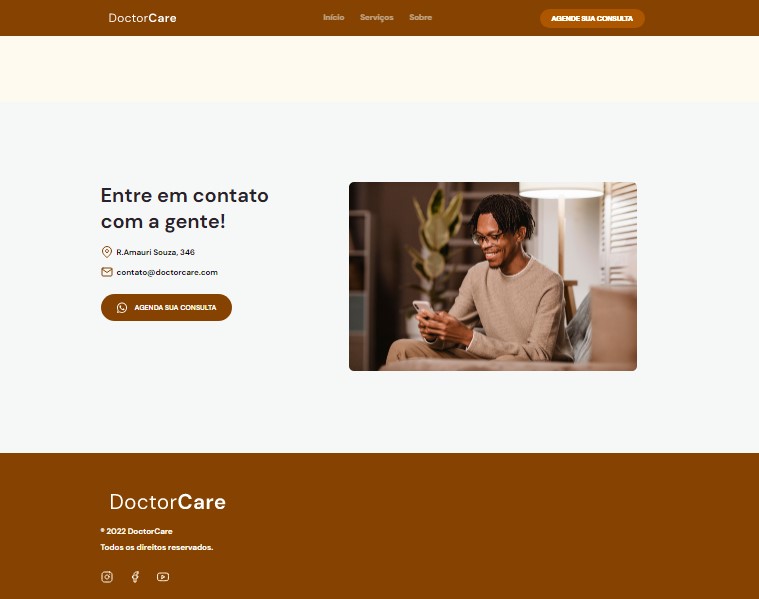 DoctorCare
Início Serviços Sobre
AGENDE SUA CONSULTA
Entre em contato
com a gente!
R.Amauri Souza, 346
contato@doctorcare.com
AGENDA SUA CONSULTA
DoctorCare
® 2022 DoctorCare
Todos os direitos reservados.